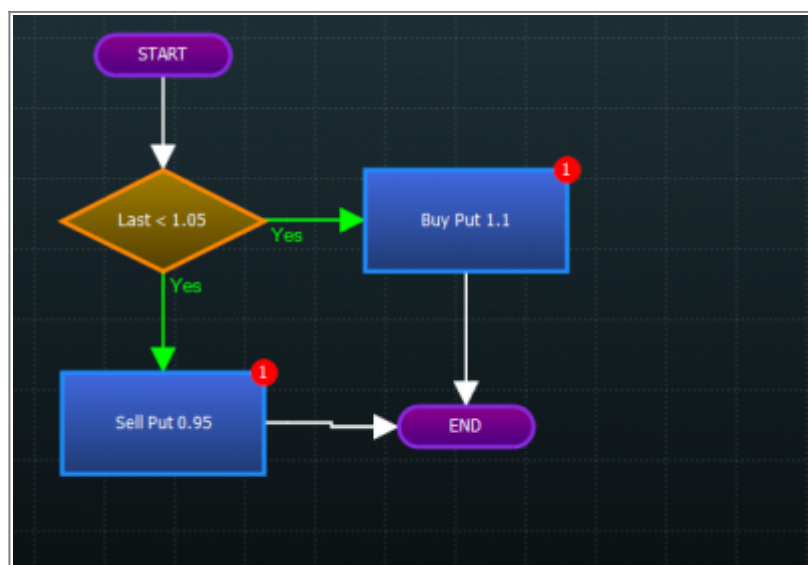 START
Last < 1.05
Yes
Buy Put 1.1
1
Yes
Sell Put 0.95
1
END